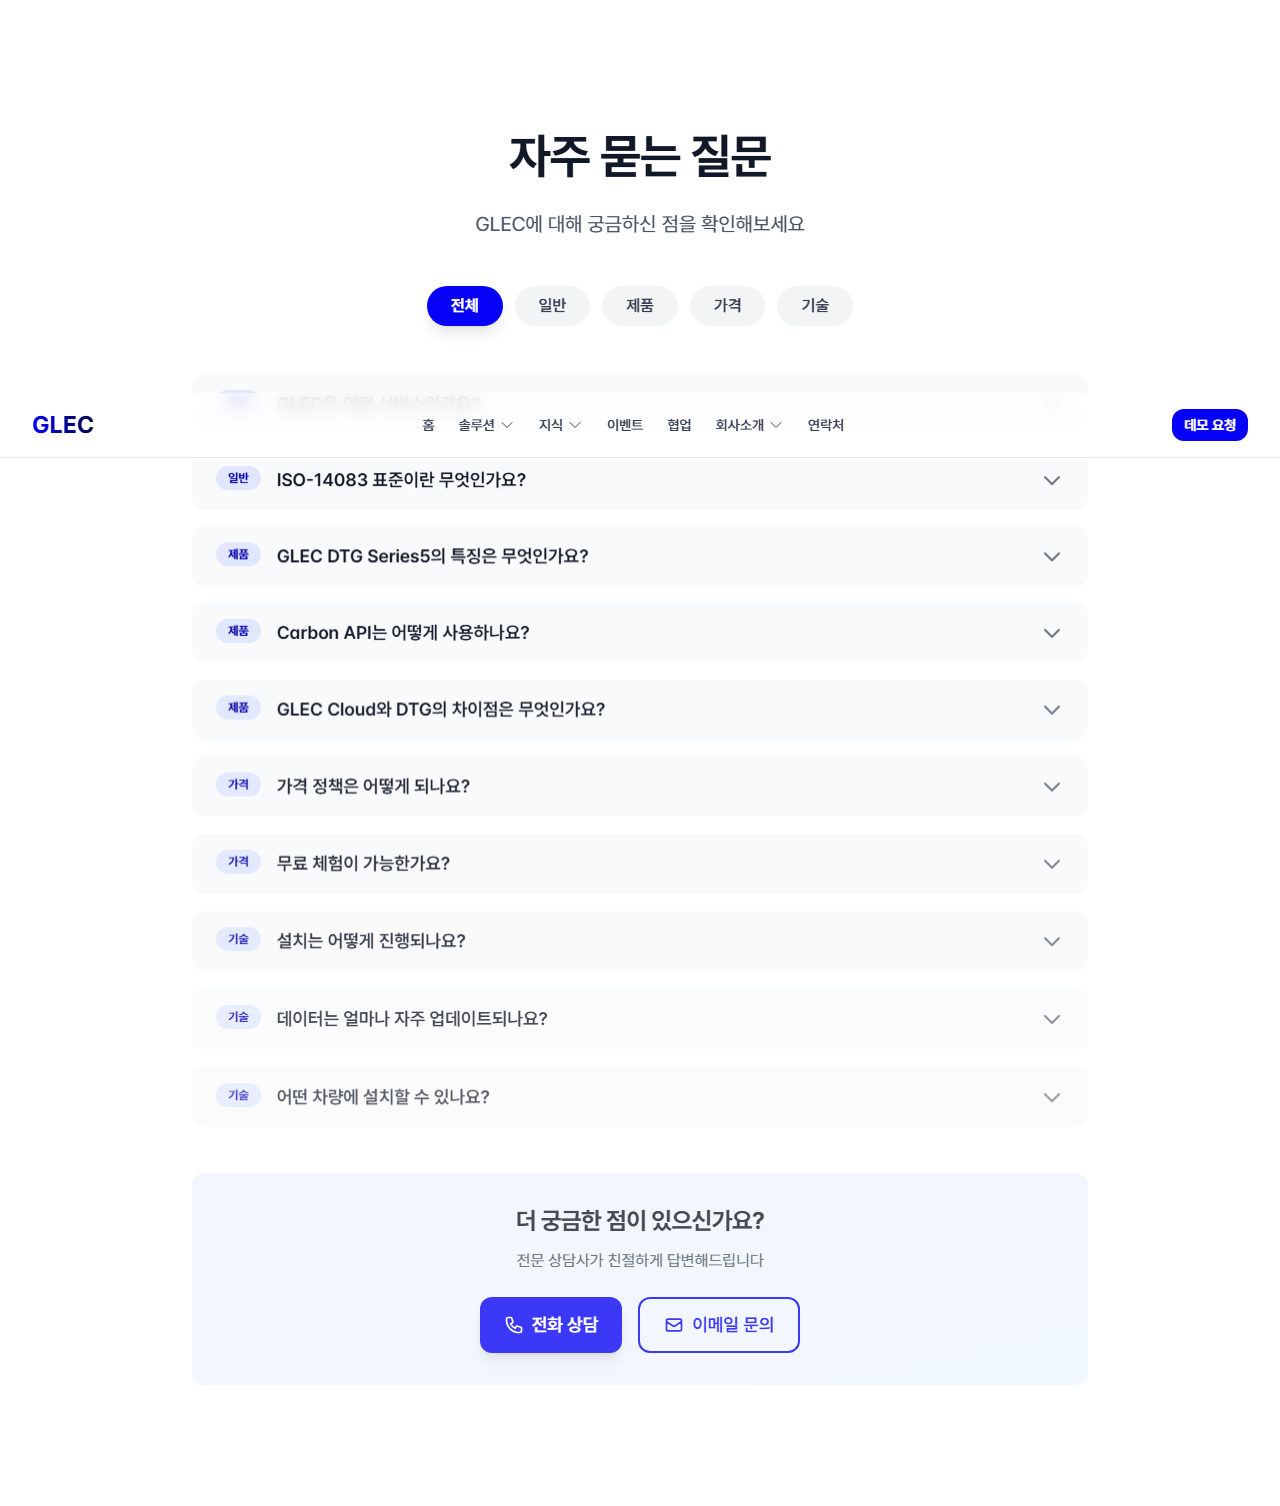 자주 묻는 질문
GLEC에 대해 궁금하신 점을 확인해보세요
전체 일반 제품 가격 기술
GLEC은 어떤 서비스인가요?
GLEC 홈 솔루션 지식 이벤트 협업 회사소개 연락처 데모 요청
일반 ISO-14083 표준이란 무엇인가요?
제품 GLEC DTG Series5의 특징은 무엇인가요?
제품 Carbon API는 어떻게 사용하나요?
제품 GLEC Cloud와 DTG의 차이점은 무엇인가요?
가격 가격 정책은 어떻게 되나요?
가격 무료 체험이 가능한가요?
기술 설치는 어떻게 진행되나요?
기술 데이터는 얼마나 자주 업데이트되나요?
기술 어떤 차량에 설치할 수 있나요?
더 궁금한 점이 있으신가요?
전문 상담사가 친절하게 답변해드립니다
전화 상담 이메일 문의